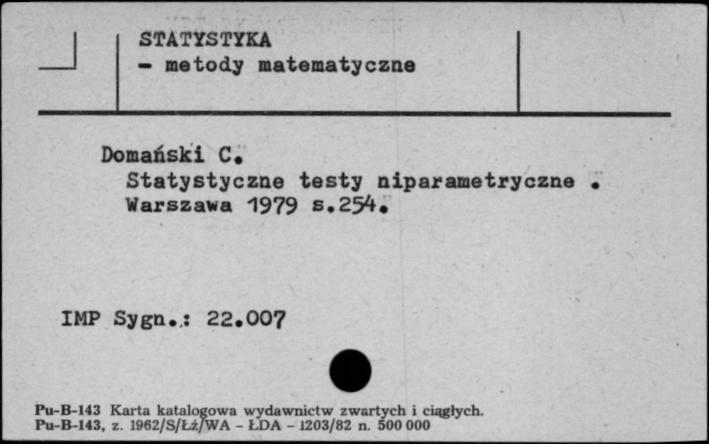 STATYSTYKA
- metody matematyczne
Domański C.
Statystyczne testy niparametryczne .
Warszawa 1979 s.254.
IMP Sygn.: 22.007
Pu-B-143 Karta katalogowa wydawnictw zwartych i ciągłych.
Pu-B-143, z. 1962/S/Łź/WA - ŁDA - 1203/82 n. 500 000